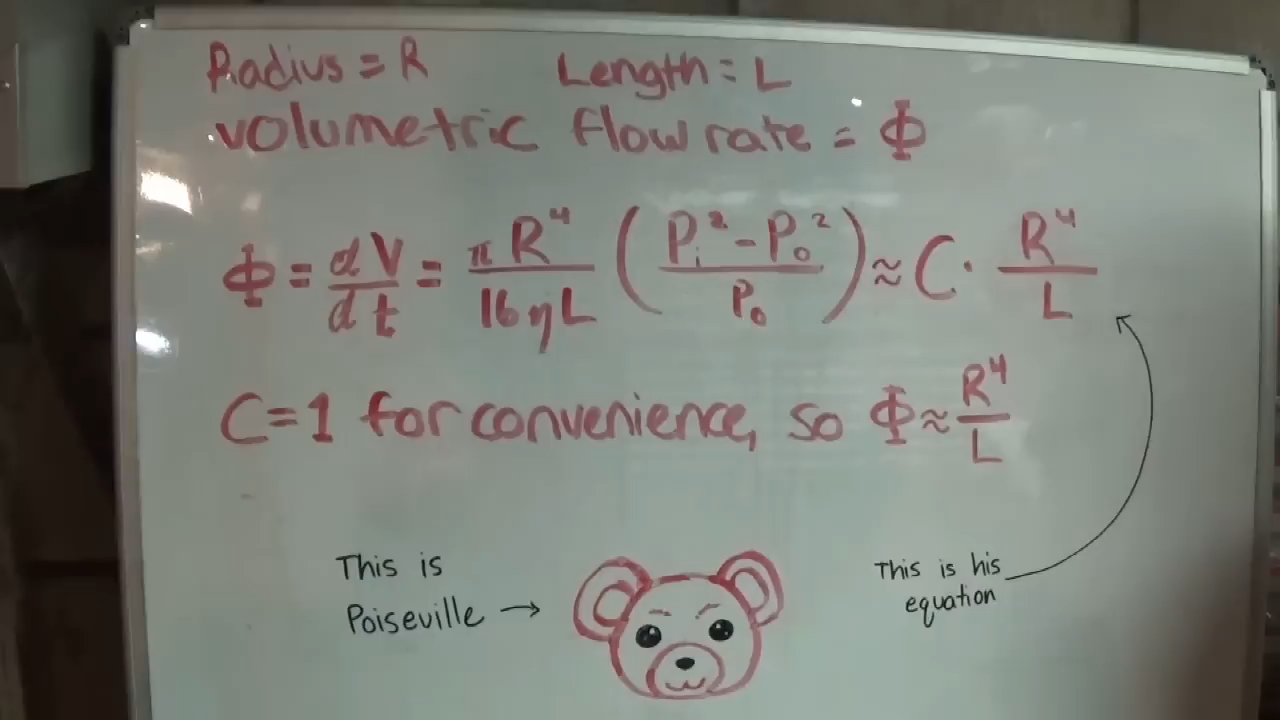 Radius = R Length = L
volumetric flow rate = Φ
Φ = dV/dt = πR⁴/16ηL (Pᵢ² - P₀²/P₀) ≈ C · R⁴/L
C=1 for convenience, so Φ ≈ R⁴/L
This is
Poiseville →
This is his
equation